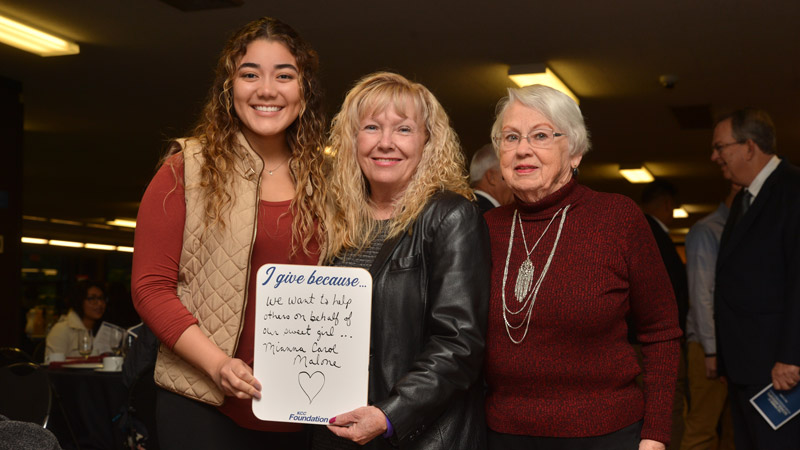 I give because...
We want to help
others on behalf of
our sweet girl ...
Mianna Carol
Malone
KCC
Foundation